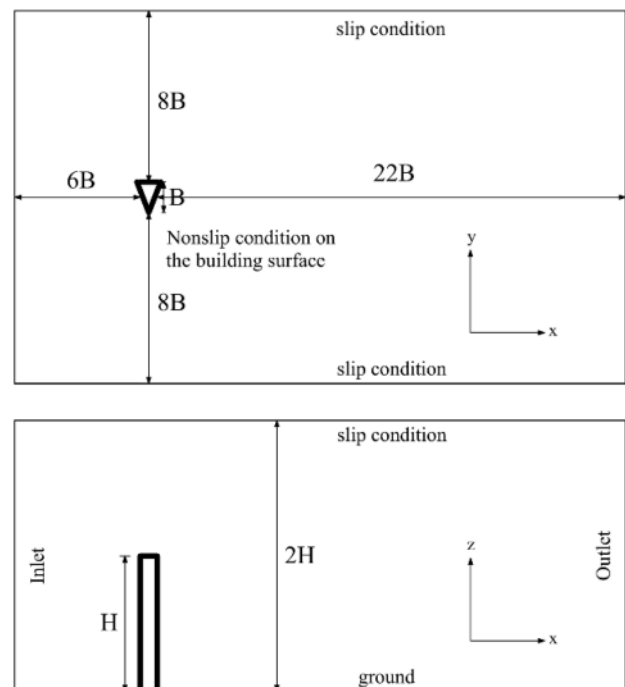 slip condition
8B
6B
22B
B
Nonslip condition on
the building surface
y
x
8B
slip condition
slip condition
Inlet
2H
z
x
Outlet
H
ground